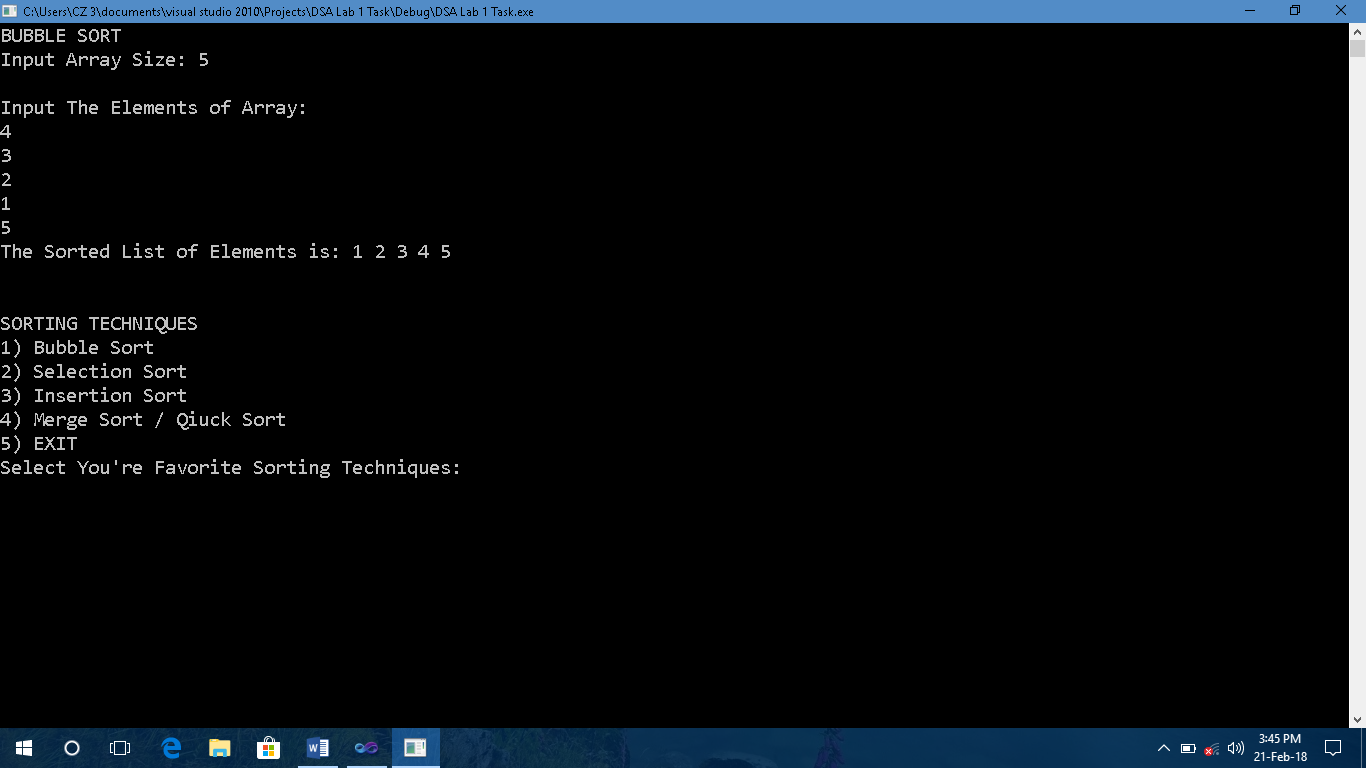 C:\Users\CZ 3\documents\visual studio 2010\Projects\DSA Lab 1 Task\Debug\DSA Lab 1 Task.exe
BUBBLE SORT
Input Array Size: 5
Input The Elements of Array:
4
3
2
1
5
The Sorted List of Elements is: 1 2 3 4 5
SORTING TECHNIQUES
1) Bubble Sort
2) Selection Sort
3) Insertion Sort
4) Merge Sort / Qiuck Sort
5) EXIT
Select You're Favorite Sorting Techniques:
3:45 PM
21-Feb-18